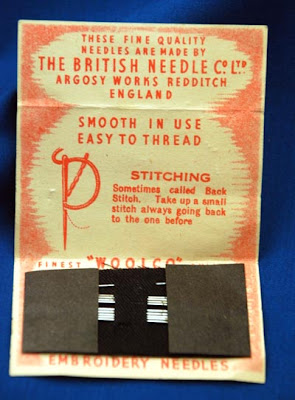 THESE FINE QUALITY
NEEDLES ARE MADE BY
THE BRITISH NEEDLE Co. LTD
ARGOSY WORKS REDDITCH
ENGLAND
SMOOTH IN USE
EASY TO THREAD
STITCHING
Sometimes called Back
Stitch. Take up a small
stitch always going back
to the one before
FINEST "WOOLCO"
EMBROIDERY NEEDLES